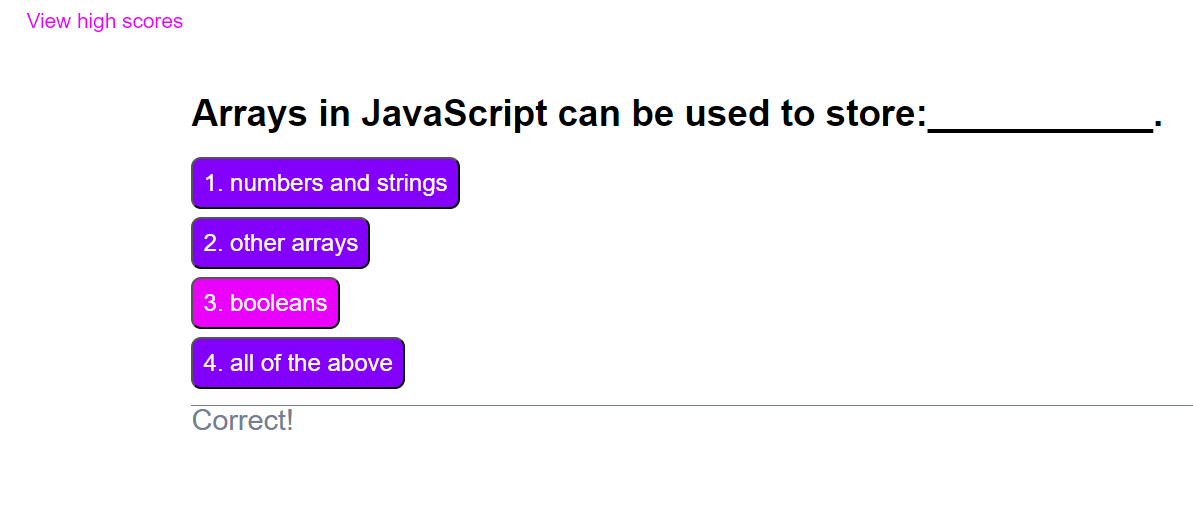 View high scores
Arrays in JavaScript can be used to store:___________.
1. numbers and strings
2. other arrays
3. booleans
4. all of the above
Correct!